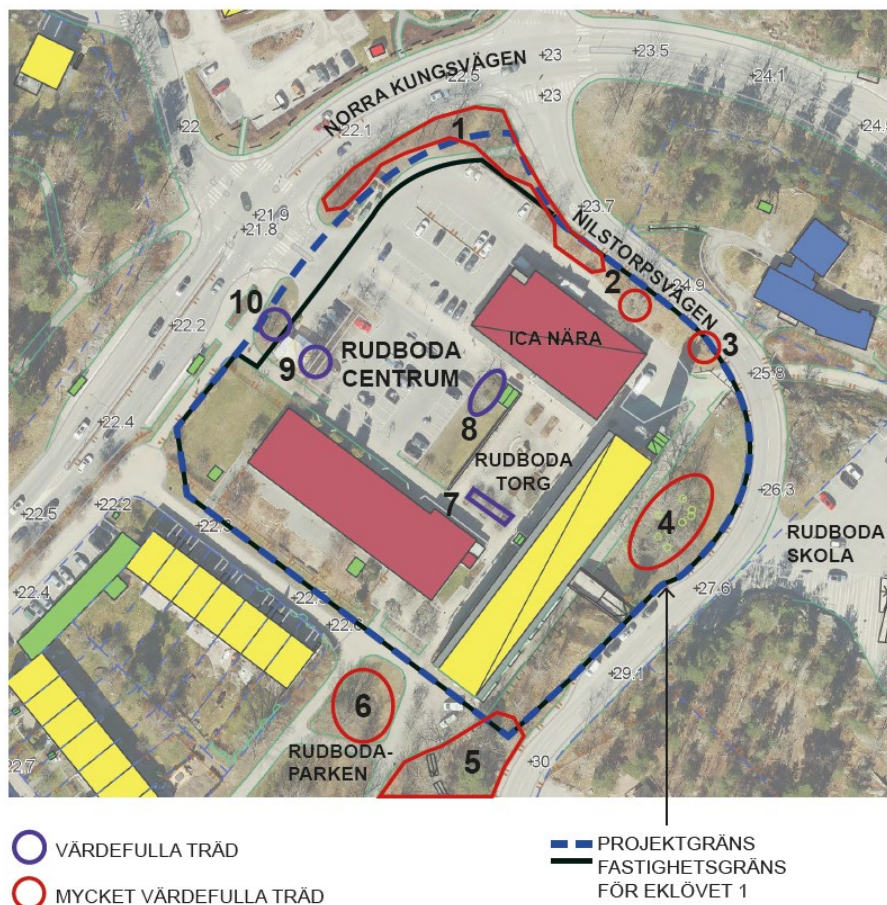 NORRA KUNGSVÄGEN
+22.5
+23
+23.5
+24.1
+23
+22
+22.1
1
+21.9
+21.8
+23.7
NILSTORPSVÄGEN
+24.9
2
10
+22.2
ICA NÄRA
3
RUDBODA
CENTRUM
9
+25.8
8
+22.4
RUDBODA
TORG
7
+26.3
+22.5
+22.2
4
RUDBODA
SKOLA
+22.4
+22.5
+27.6
+22.6
+29.1
6
RUDBODA-
PARKEN
5
+30
22.7
VÄRDEFULLA TRÄD
MYCKET VÄRDEFULLA TRÄD
PROJEKTGRÄNS
FASTIGHETSGRÄNS
FÖR EKLÖVET 1